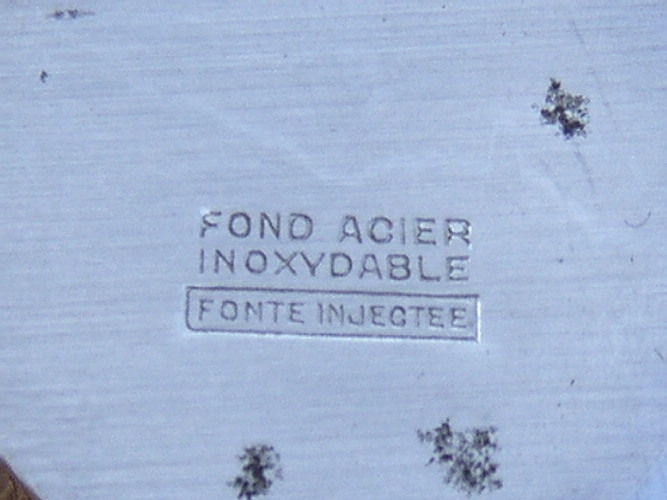 FOND ACIER
INOXYDABLE
FONTE INJECTEE